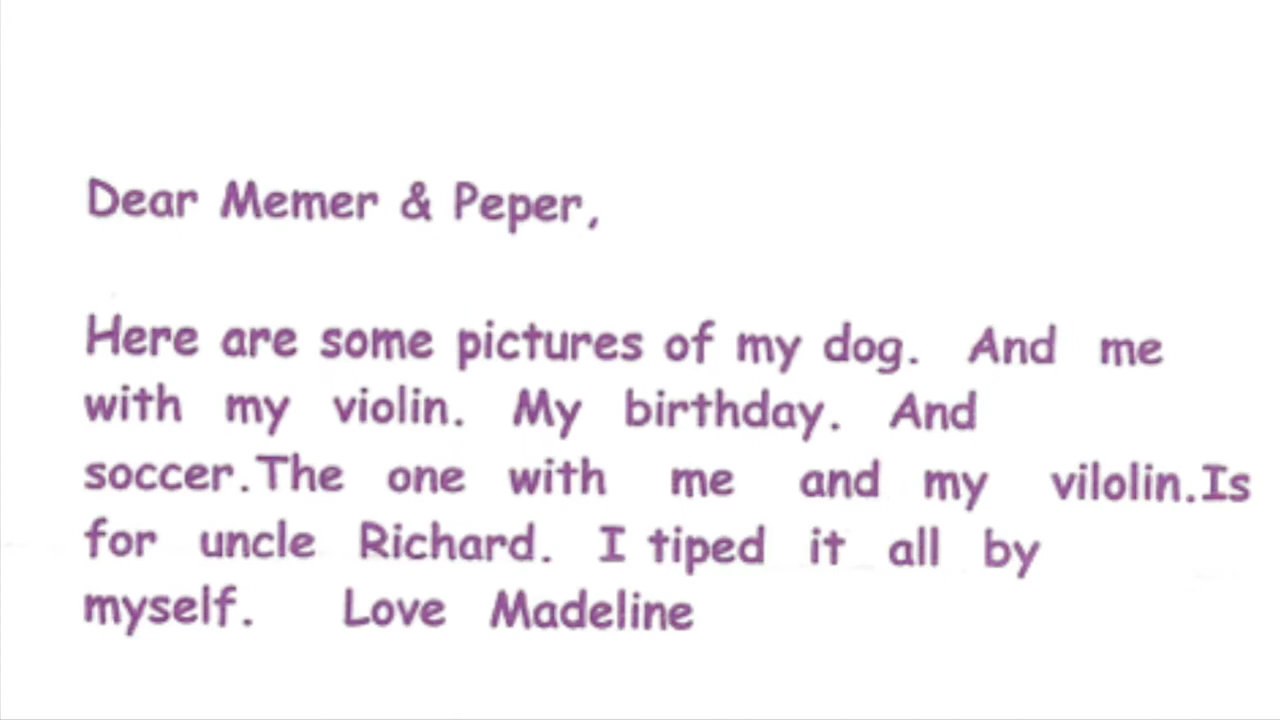 Dear Memer & Peper,
Here are some pictures of my dog. And me
with my violin. My birthday. And
soccer.The one with me and my vilolin.Is
for uncle Richard. I tiped it all by
myself. Love Madeline